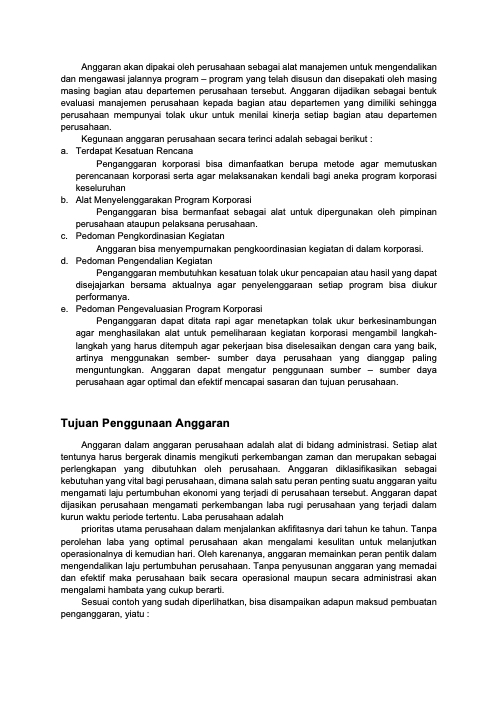 Anggaran akan dipakai oleh perusahaan sebagai alat manajemen untuk mengendalikan
dan mengawasi jalannya program – program yang telah disusun dan disepakati oleh masing
masing bagian atau departemen perusahaan tersebut. Anggaran dijadikan sebagai bentuk
evaluasi manajemen perusahaan kepada bagian atau departemen yang dimiliki sehingga
perusahaan mempunyai tolak ukur untuk menilai kinerja setiap bagian atau departemen
perusahaan.
Kegunaan anggaran perusahaan secara terinci adalah sebagai berikut :
a. Terdapat Kesatuan Rencana
Penganggaran korporasi bisa dimanfaatkan berupa metode agar memutuskan
perencanaan korporasi serta agar melaksanakan kendali bagi aneka program korporasi
keseluruhan
b. Alat Menyelenggarakan Program Korporasi
Penganggaran bisa bermanfaat sebagai alat untuk dipergunakan oleh pimpinan
perusahaan ataupun pelaksana perusahaan.
c. Pedoman Pengkordinasian Kegiatan
Anggaran bisa menyempurnakan pengkoordinasian kegiatan di dalam korporasi.
d. Pedoman Pengendalian Kegiatan
Penganggaran membutuhkan kesatuan tolak ukur pencapaian atau hasil yang dapat
disejajarkan bersama aktualnya agar penyelenggaraan setiap program bisa diukur
performanya.
e. Pedoman Pengevaluasian Program Korporasi
Penganggaran dapat ditata rapi agar menetapkan tolak ukur berkesinambungan
agar menghasilakan alat untuk pemeliharaan kegiatan korporasi mengambil langkah-
langkah yang harus ditempuh agar pekerjaan bisa diselesaikan dengan cara yang baik,
artinya menggunakan sember- sumber daya perusahaan yang dianggap paling
menguntungkan. Anggaran dapat mengatur penggunaan sumber – sumber daya
perusahaan agar optimal dan efektif mencapai sasaran dan tujuan perusahaan.
Tujuan Penggunaan Anggaran
Anggaran dalam anggaran perusahaan adalah alat di bidang administrasi. Setiap alat
tentunya harus bergerak dinamis mengikuti perkembangan zaman dan merupakan sebagai
perlengkapan yang dibutuhkan oleh perusahaan. Anggaran diklasifikasikan sebagai
kebutuhan yang vital bagi perusahaan, dimana salah satu peran penting suatu anggaran yaitu
mengamati laju pertumbuhan ekonomi yang terjadi di perusahaan tersebut. Anggaran dapat
dijasikan perusahaan mengamati perkembangan laba rugi perusahaan yang terjadi dalam
kurun waktu periode tertentu. Laba perusahaan adalah
prioritas utama perusahaan dalam menjalankan akfifitasnya dari tahun ke tahun. Tanpa
perolehan laba yang optimal perusahaan akan mengalami kesulitan untuk melanjutkan
operasionalnya di kemudian hari. Oleh karenanya, anggaran memainkan peran pentik dalam
mengendalikan laju pertumbuhan perusahaan. Tanpa penyusunan anggaran yang memadai
dan efektif maka perusahaan baik secara operasional maupun secara administrasi akan
mengalami hambata yang cukup berarti.
Sesuai contoh yang sudah diperlihatkan, bisa disampaikan adapun maksud pembuatan
penganggaran, yiatu :